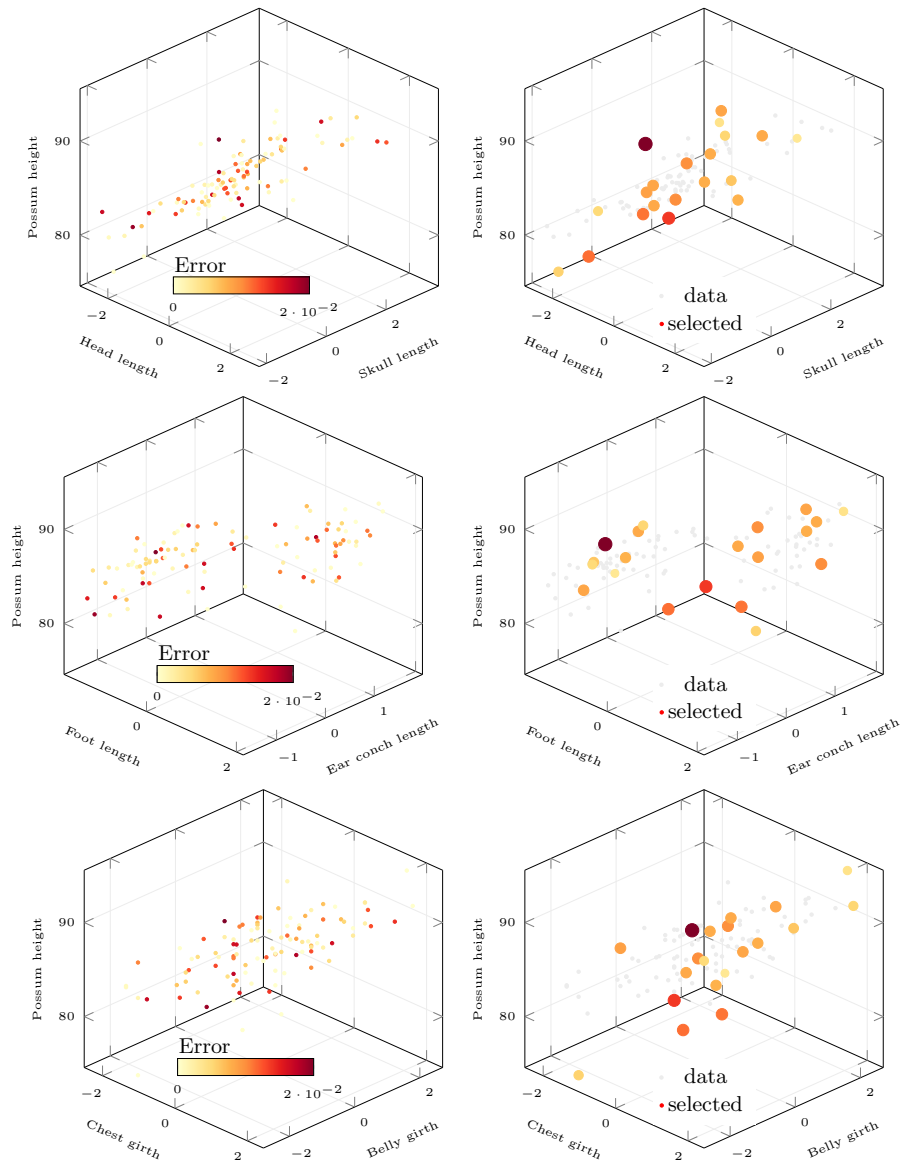 90
80
Possum height
Error
0
2 · 10⁻²
−2
0
2
Head length
−2
0
2
Skull length
90
80
Possum height
data
selected
−2
0
2
Head length
−2
0
2
Skull length
90
80
Possum height
Error
0
2 · 10⁻²
0
2
Foot length
−1
0
1
Ear conch length
90
80
Possum height
data
selected
0
2
Foot length
−1
0
1
Ear conch length
90
80
Possum height
Error
0
2 · 10⁻²
−2
0
2
Chest girth
−2
0
2
Belly girth
90
80
Possum height
data
selected
−2
0
2
Chest girth
−2
0
2
Belly girth